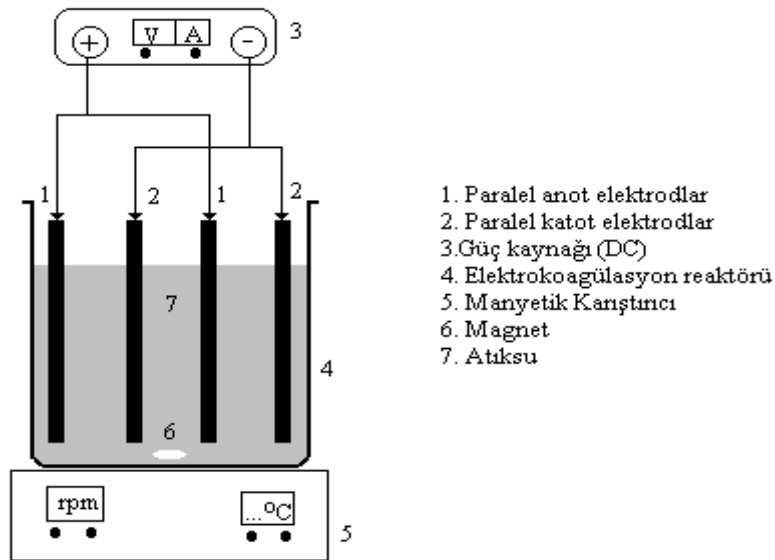 + V A - 3
1 2 1 2
7
4
6
rpm ...°C
5
1. Paralel anot elektrodlar
2. Paralel katot elektrodlar
3.Güç kaynağı (DC)
4. Elektrokoagülasyon reaktörü
5. Manyetik Karıştırıcı
6. Magnet
7. Atıksu